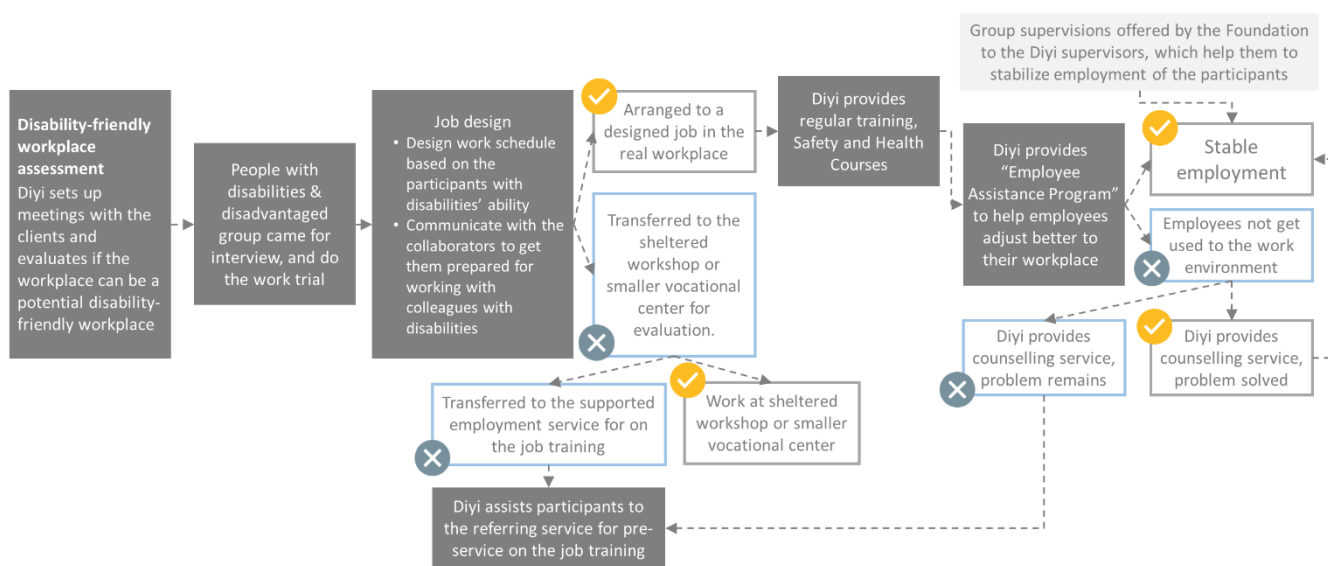 Group supervisions offered by the Foundation
to the Diyi supervisors, which help them to
stabilize employment of the participants
Disability-friendly
workplace
assessment
Diyi sets up
meetings with the
clients and
evaluates if the
workplace can be a
potential disability-
friendly workplace
People with
disabilities &
disadvantaged
group came for
interview, and do
the work trial
Job design
• Design work schedule
based on the
participants with
disabilities’ ability
• Communicate with the
collaborators to get
them prepared for
working with
colleagues with
disabilities
Arranged to a
designed job in the
real workplace
Transferred to the
sheltered
workshop or
smaller vocational
center for
evaluation.
Diyi provides
regular training,
Safety and Health
Courses
Diyi provides
“Employee
Assistance Program”
to help employees
adjust better to
their workplace
Stable
employment
Employees not get
used to the work
environment
Diyi provides
counselling service,
problem remains
Diyi provides
counselling service,
problem solved
Transferred to the supported
employment service for on
the job training
Work at sheltered
workshop or smaller
vocational center
Diyi assists participants to
the referring service for pre-
service on the job training